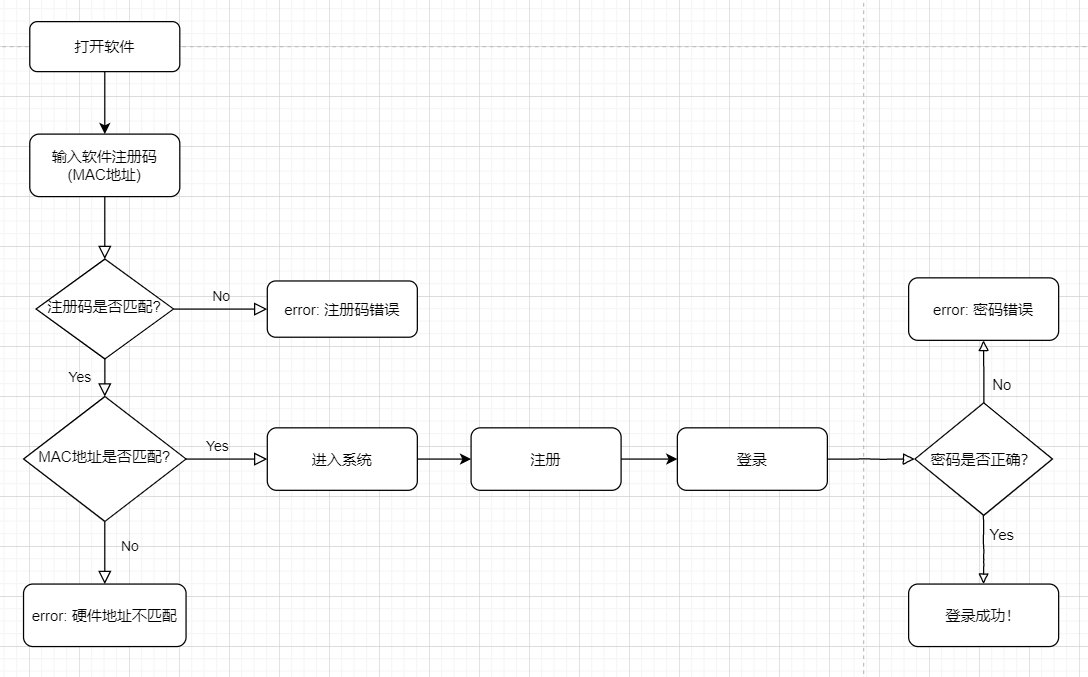 打开软件
输入软件注册码
(MAC地址)
注册码是否匹配?
No
error: 注册码错误
Yes
MAC地址是否匹配?
Yes
进入系统
注册
登录
密码是否正确?
No
error: 密码错误
Yes
登录成功!
No
error: 硬件地址不匹配